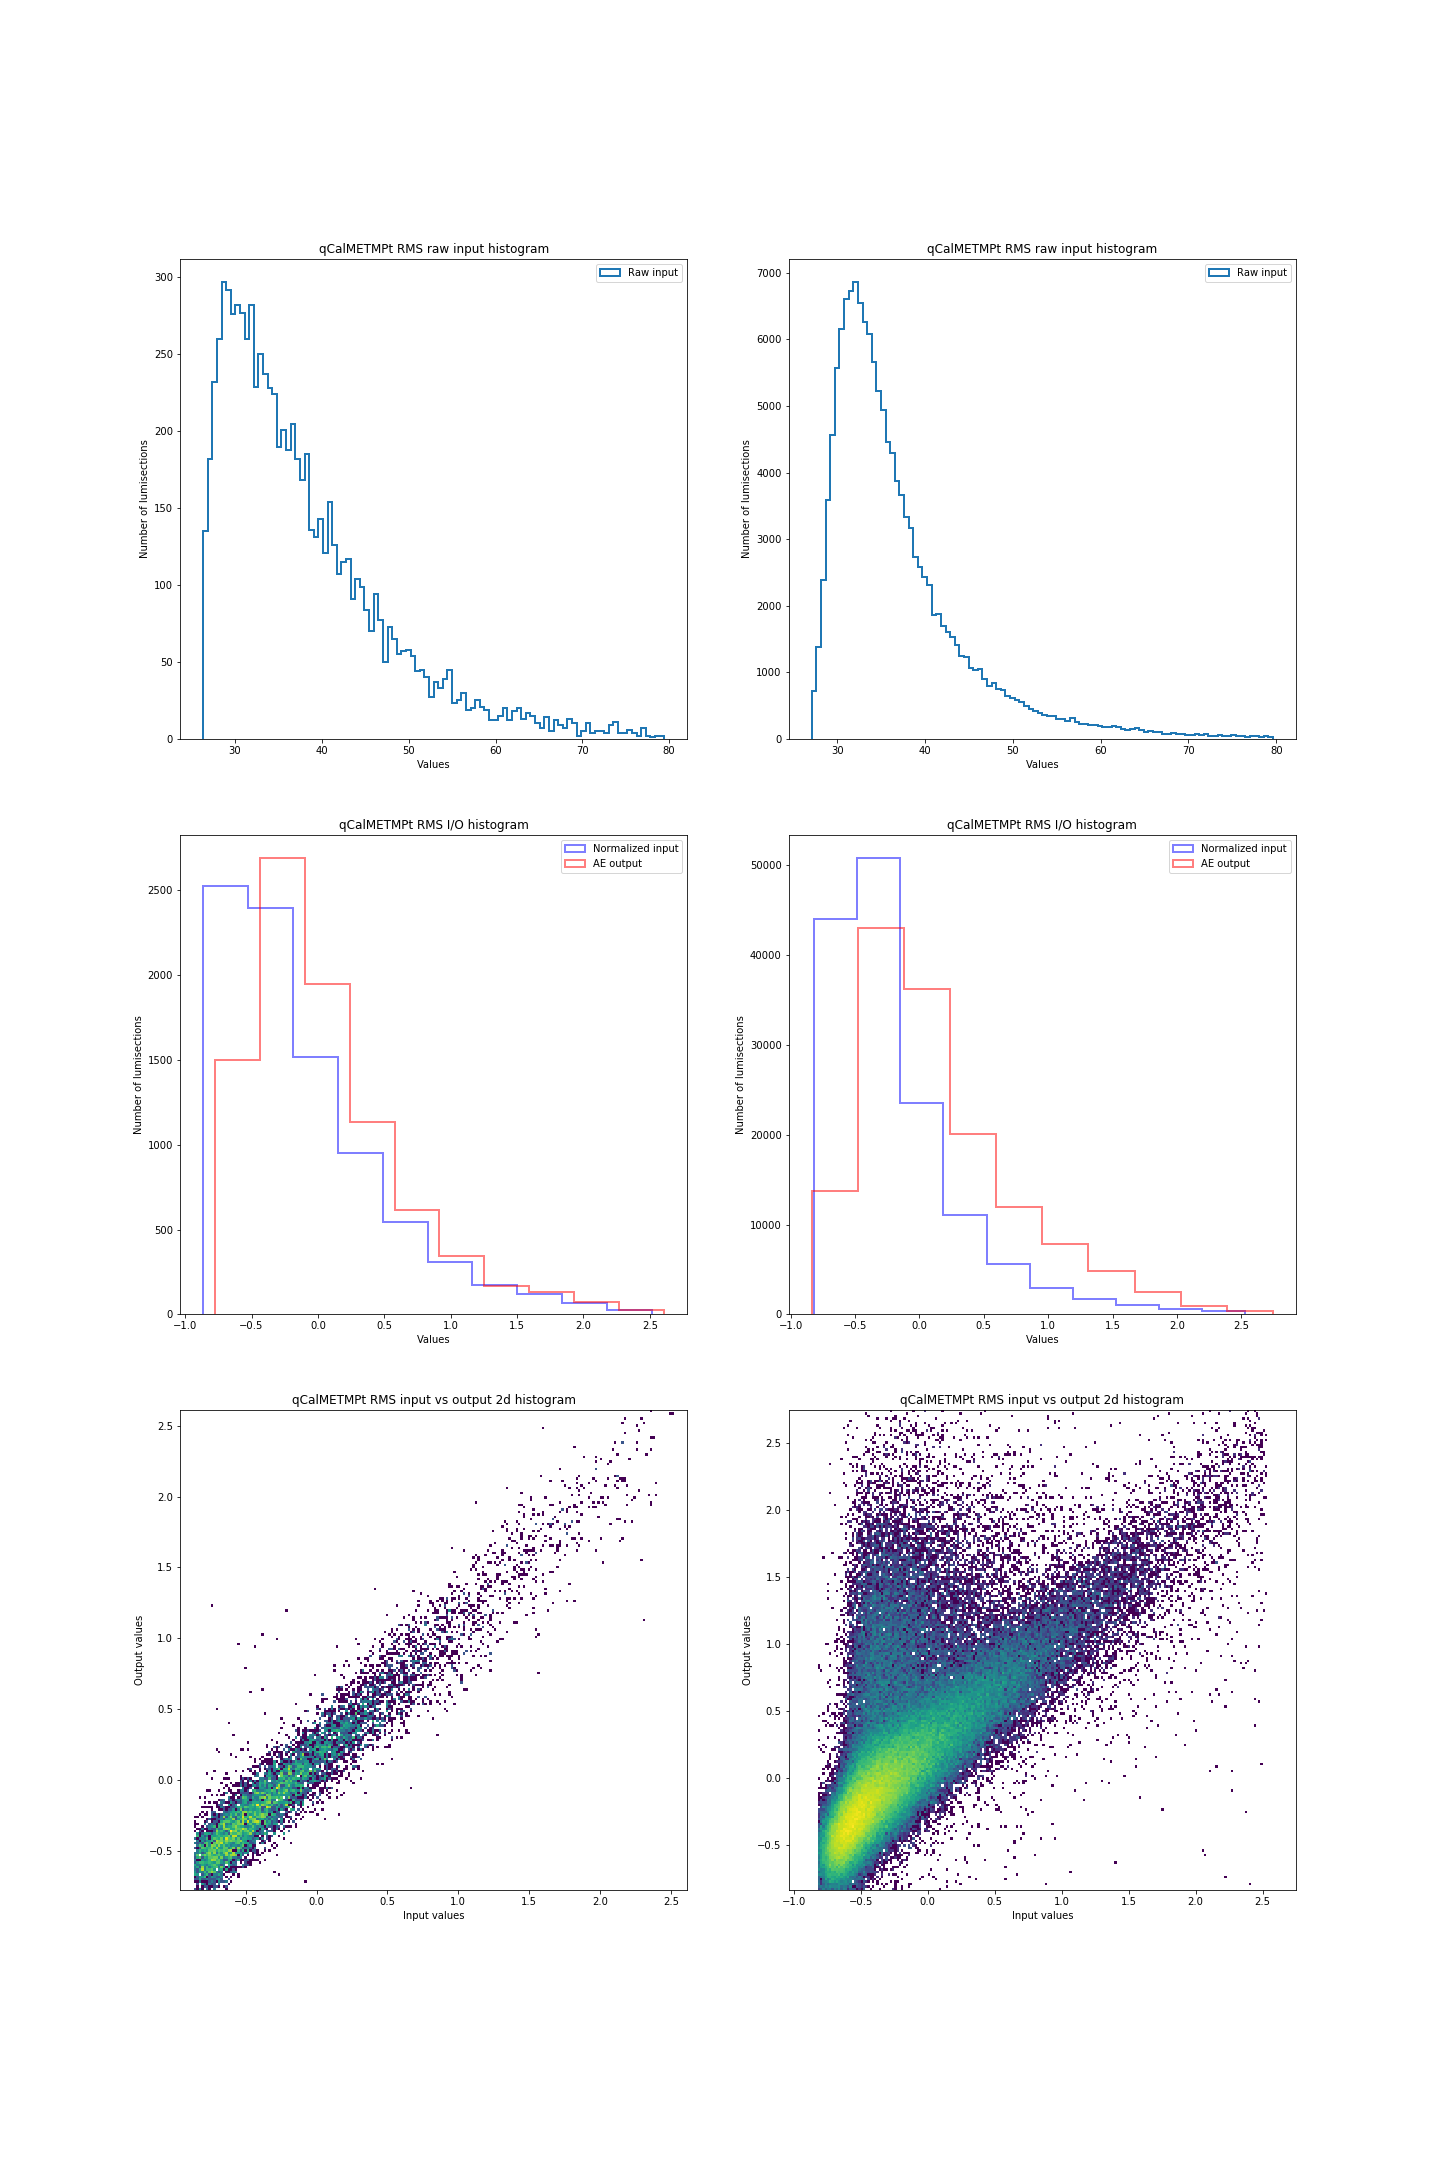 qCalMETMPt RMS raw input histogram
Raw input
300
250
200
150
100
50
0
Number of lumisections
30 40 50 60 70 80
Values
qCalMETMPt RMS raw input histogram
Raw input
7000
6000
5000
4000
3000
2000
1000
0
Number of lumisections
30 40 50 60 70 80
Values
qCalMETMPt RMS I/O histogram
Normalized input
AE output
2500
2000
1500
1000
500
0
Number of lumisections
−1.0 −0.5 0.0 0.5 1.0 1.5 2.0 2.5
Values
qCalMETMPt RMS I/O histogram
Normalized input
AE output
50000
40000
30000
20000
10000
0
Number of lumisections
−1.0 −0.5 0.0 0.5 1.0 1.5 2.0 2.5
Values
qCalMETMPt RMS input vs output 2d histogram
2.5
2.0
1.5
1.0
0.5
0.0
−0.5
Output values
−0.5 0.0 0.5 1.0 1.5 2.0 2.5
Input values
qCalMETMPt RMS input vs output 2d histogram
2.5
2.0
1.5
1.0
0.5
0.0
−0.5
Output values
−1.0 −0.5 0.0 0.5 1.0 1.5 2.0 2.5
Input values